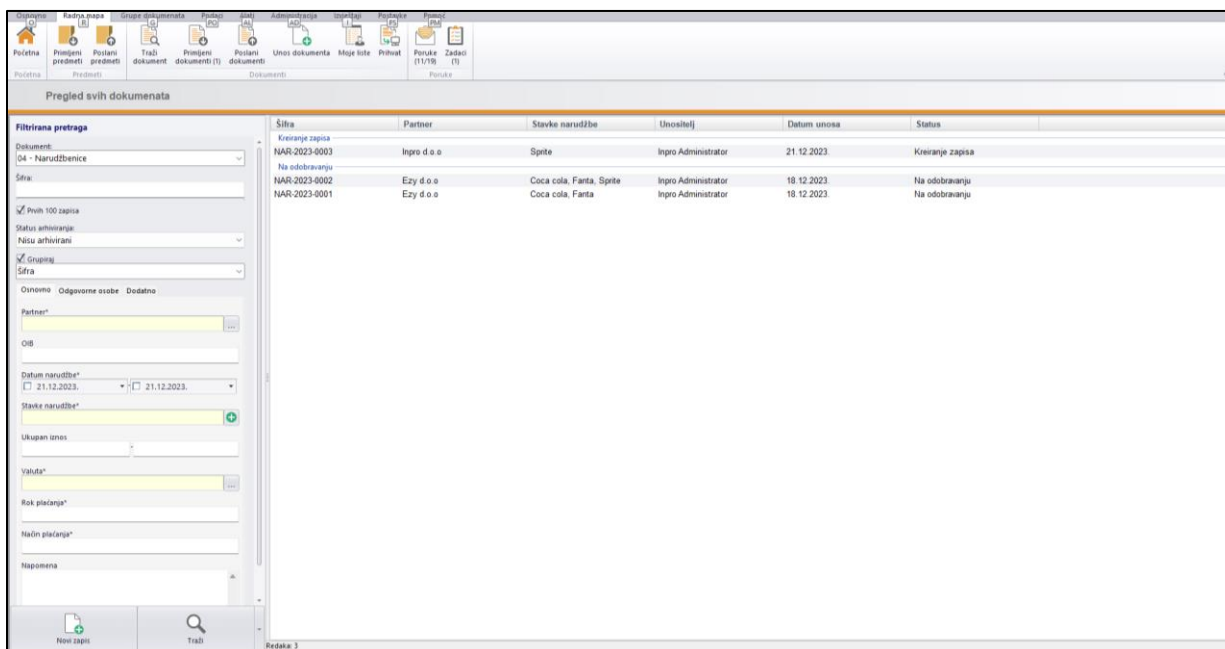 Osnovno Radna mapa Grupe dokumenata Podaci Alati Administracija Izvještaji Postavke Pomoć
O R G PO AL AD I PS PM
Početna Primljeni predmeti Poslani predmeti Traži dokument Primljeni dokumenti (1) Poslani dokumenti Unos dokumenta Moje liste Prihvat Poruke (11/19) Zadaci (1)
Početna Predmeti Dokumenti Poruke
Pregled svih dokumenata
Filtrirana pretraga
Dokument:
04 - Narudžbenice
Šifra:
Prvih 100 zapisa
Status arhiviranja:
Nisu arhivirani
Grupiraj
Šifra
Osnovno Odgovorne osobe Dodatno
Partner*
...
OIB
Datum narudžbe*
21.12.2023. - 21.12.2023.
Stavke narudžbe*
Ukupan iznos
-
Valuta*
...
Rok plaćanja*
Način plaćanja*
Napomena
Novi zapis Traži
Šifra Partner Stavke narudžbe Unositelj Datum unosa Status
Kreiranje zapisa
NAR-2023-0003 Inpro d.o.o Sprite Inpro Administrator 21.12.2023. Kreiranje zapisa
Na odobravanju
NAR-2023-0002 Ezy d.o.o Coca cola, Fanta, Sprite Inpro Administrator 18.12.2023. Na odobravanju
NAR-2023-0001 Ezy d.o.o Coca cola, Fanta Inpro Administrator 18.12.2023. Na odobravanju
Redaka: 3